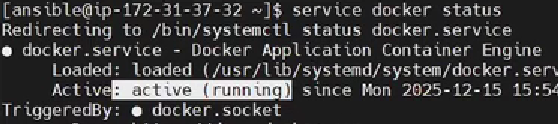 [ansible@ip-172-31-37-32 ~]$ service docker status
Redirecting to /bin/systemctl status docker.service
● docker.service - Docker Application Container Engine
Loaded: loaded (/usr/lib/systemd/system/docker.serv
Active: active (running) since Mon 2025-12-15 15:54
TriggeredBy: ● docker.socket